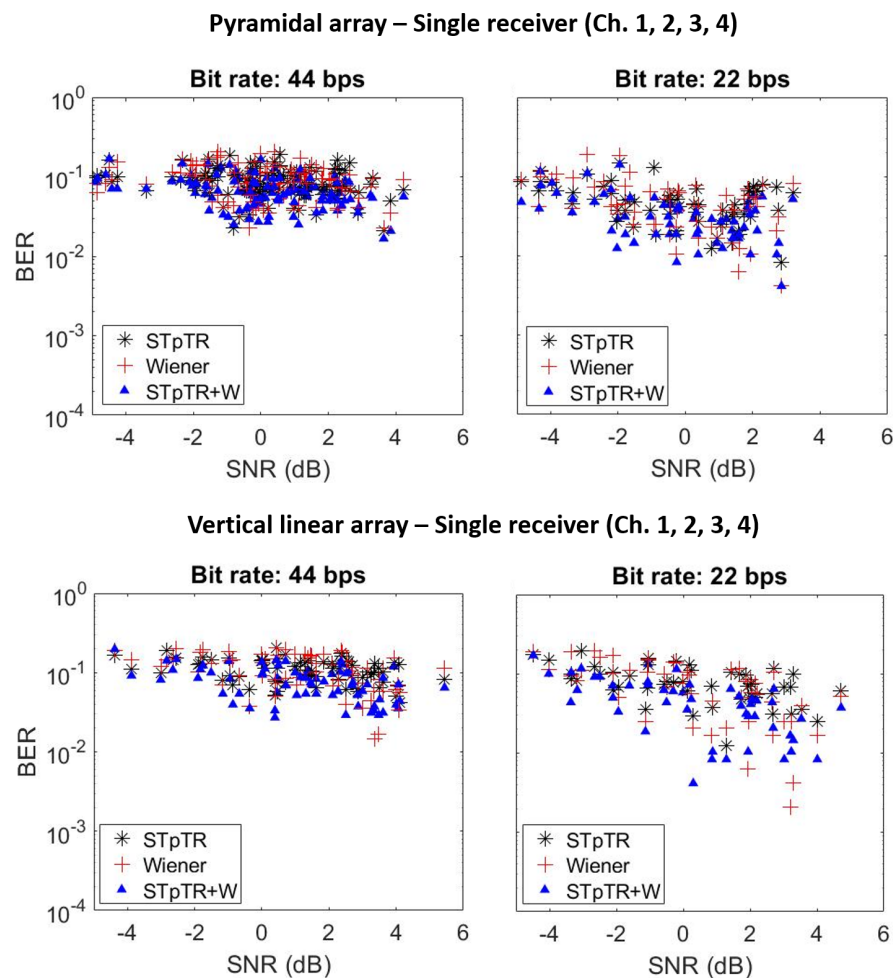 Pyramidal array – Single receiver (Ch. 1, 2, 3, 4)
Bit rate: 44 bps
Bit rate: 22 bps
BER
10^0
10^-1
10^-2
10^-3
10^-4
STpTR
Wiener
STpTR+W
STpTR
Wiener
STpTR+W
-4 -2 0 2 4 6
-4 -2 0 2 4 6
SNR (dB)
SNR (dB)
Vertical linear array – Single receiver (Ch. 1, 2, 3, 4)
Bit rate: 44 bps
Bit rate: 22 bps
BER
10^0
10^-1
10^-2
10^-3
10^-4
STpTR
Wiener
STpTR+W
STpTR
Wiener
STpTR+W
-4 -2 0 2 4 6
-4 -2 0 2 4 6
SNR (dB)
SNR (dB)